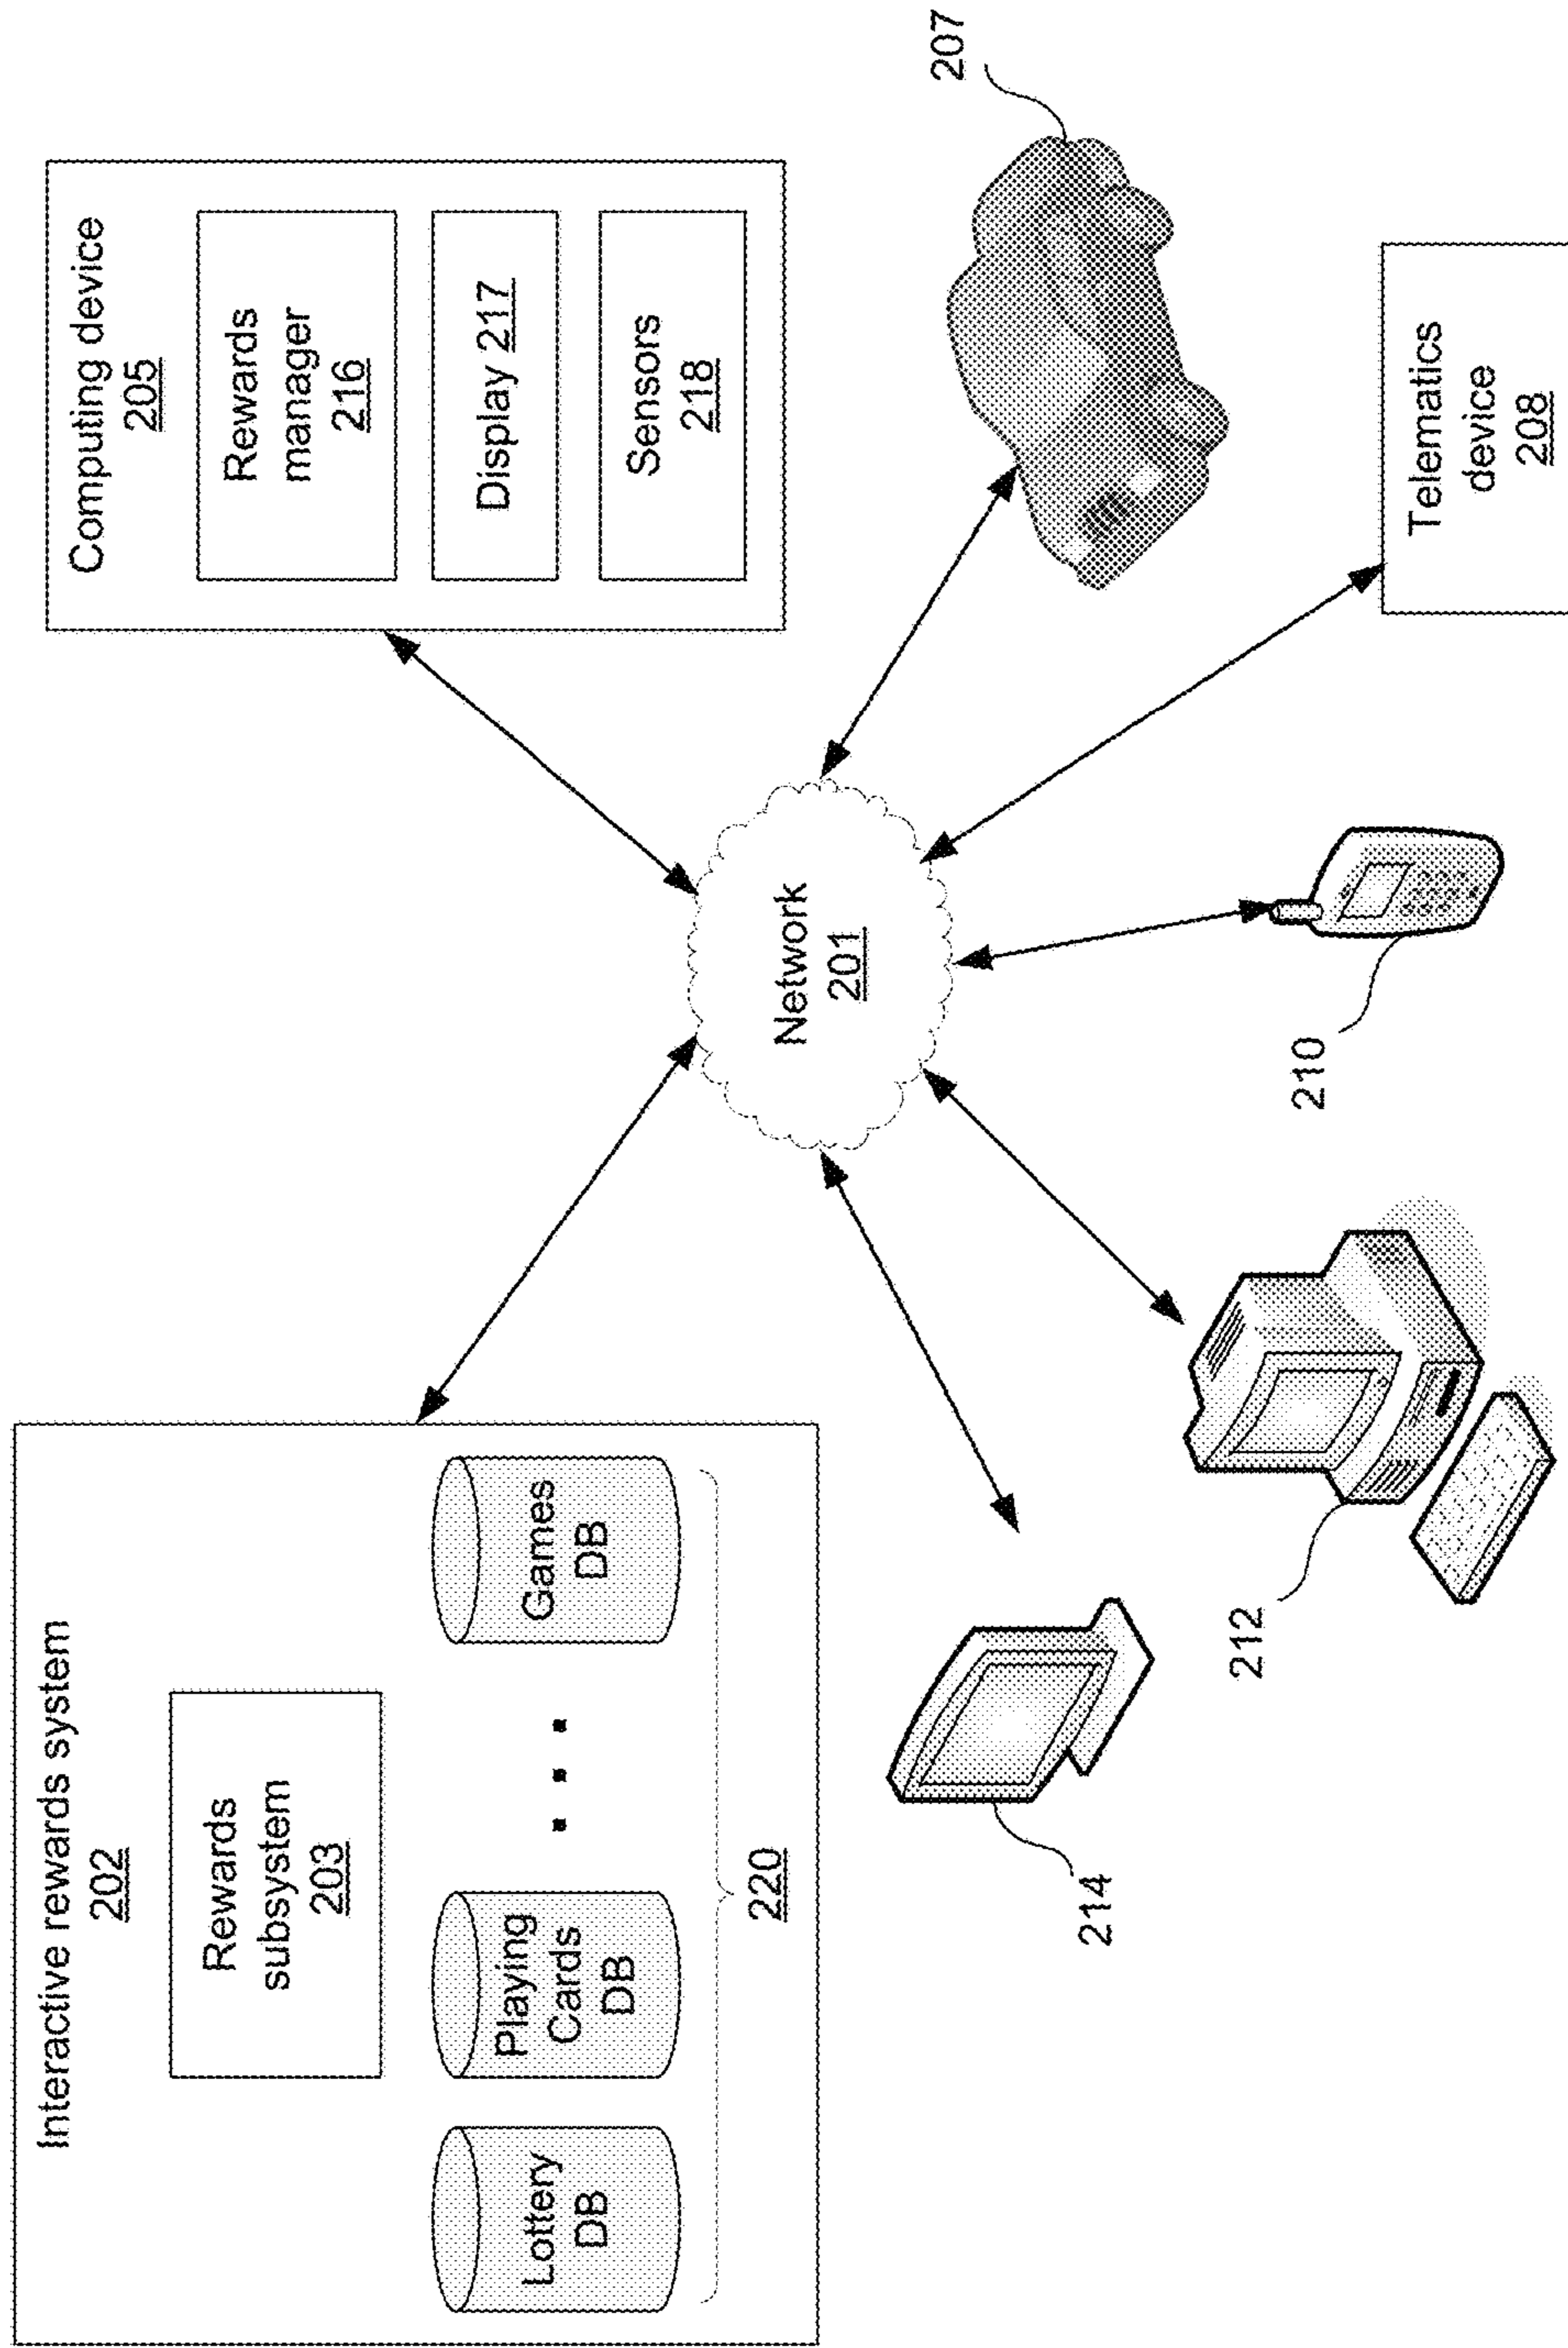 Interactive rewards system
202
Rewards
subsystem
203
Lottery
DB
Playing
Cards
DB
Games
DB
220
Computing device
205
Rewards
manager
216
Display 217
Sensors
218
Network
201
207
Telematics
device
208
210
212
214